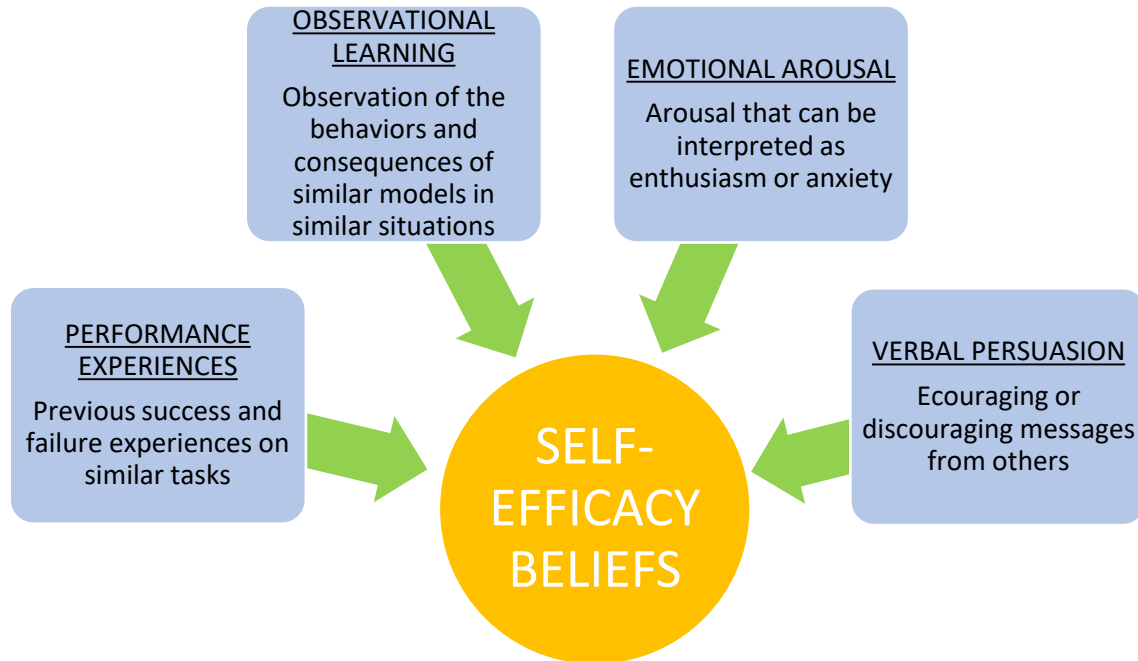 OBSERVATIONAL
LEARNING
Observation of the
behaviors and
consequences of
similar models in
similar situations
EMOTIONAL AROUSAL
Arousal that can be
interpreted as
enthusiasm or anxiety
PERFORMANCE
EXPERIENCES
Previous success and
failure experiences on
similar tasks
VERBAL PERSUASION
Ecouraging or
discouraging messages
from others
SELF-
EFFICACY
BELIEFS